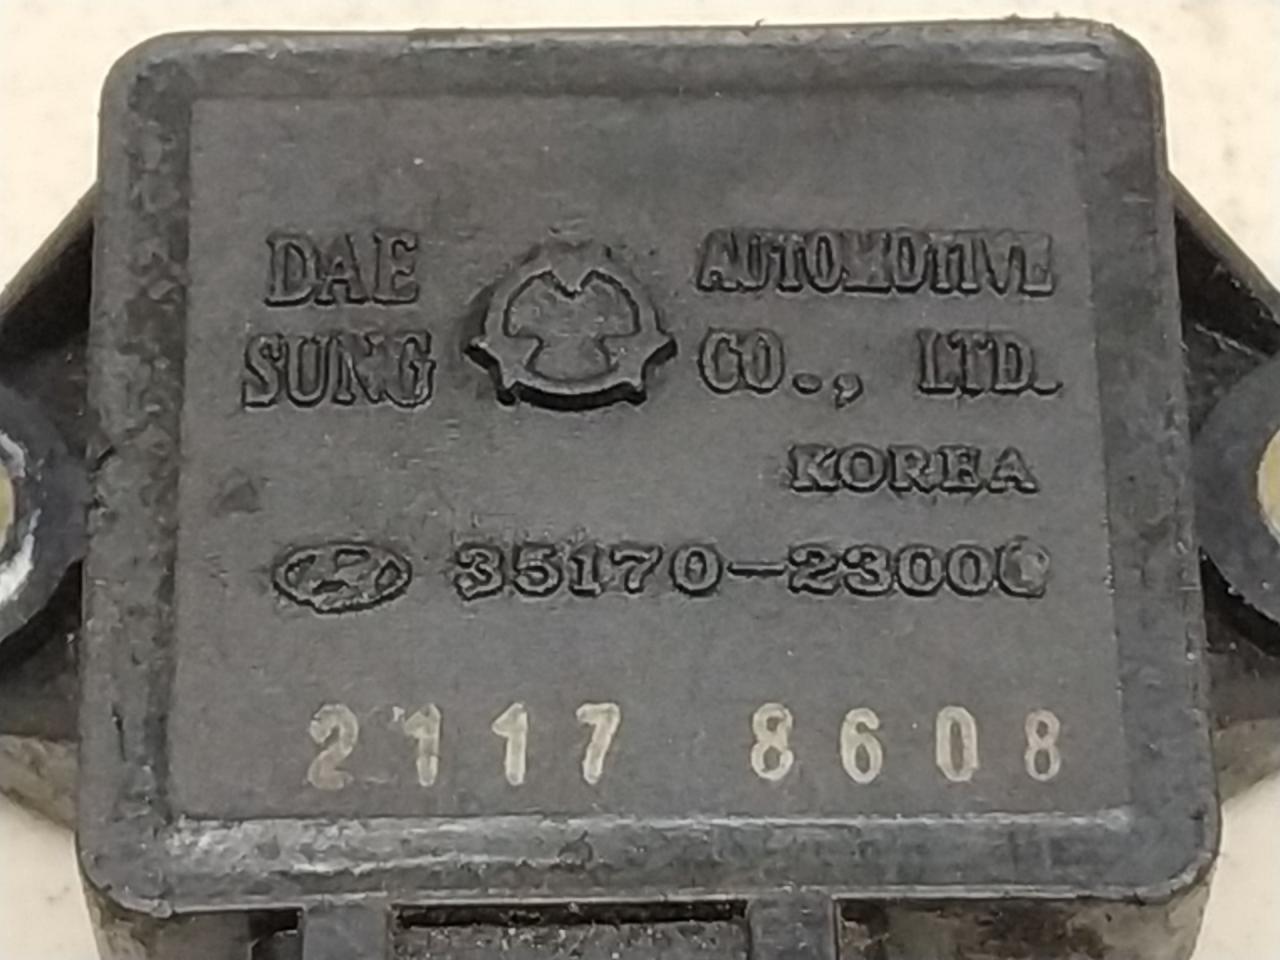 DAE SUNG
AUTOMOTIVE CO., LTD.
KOREA
35170-23000
2117 8608